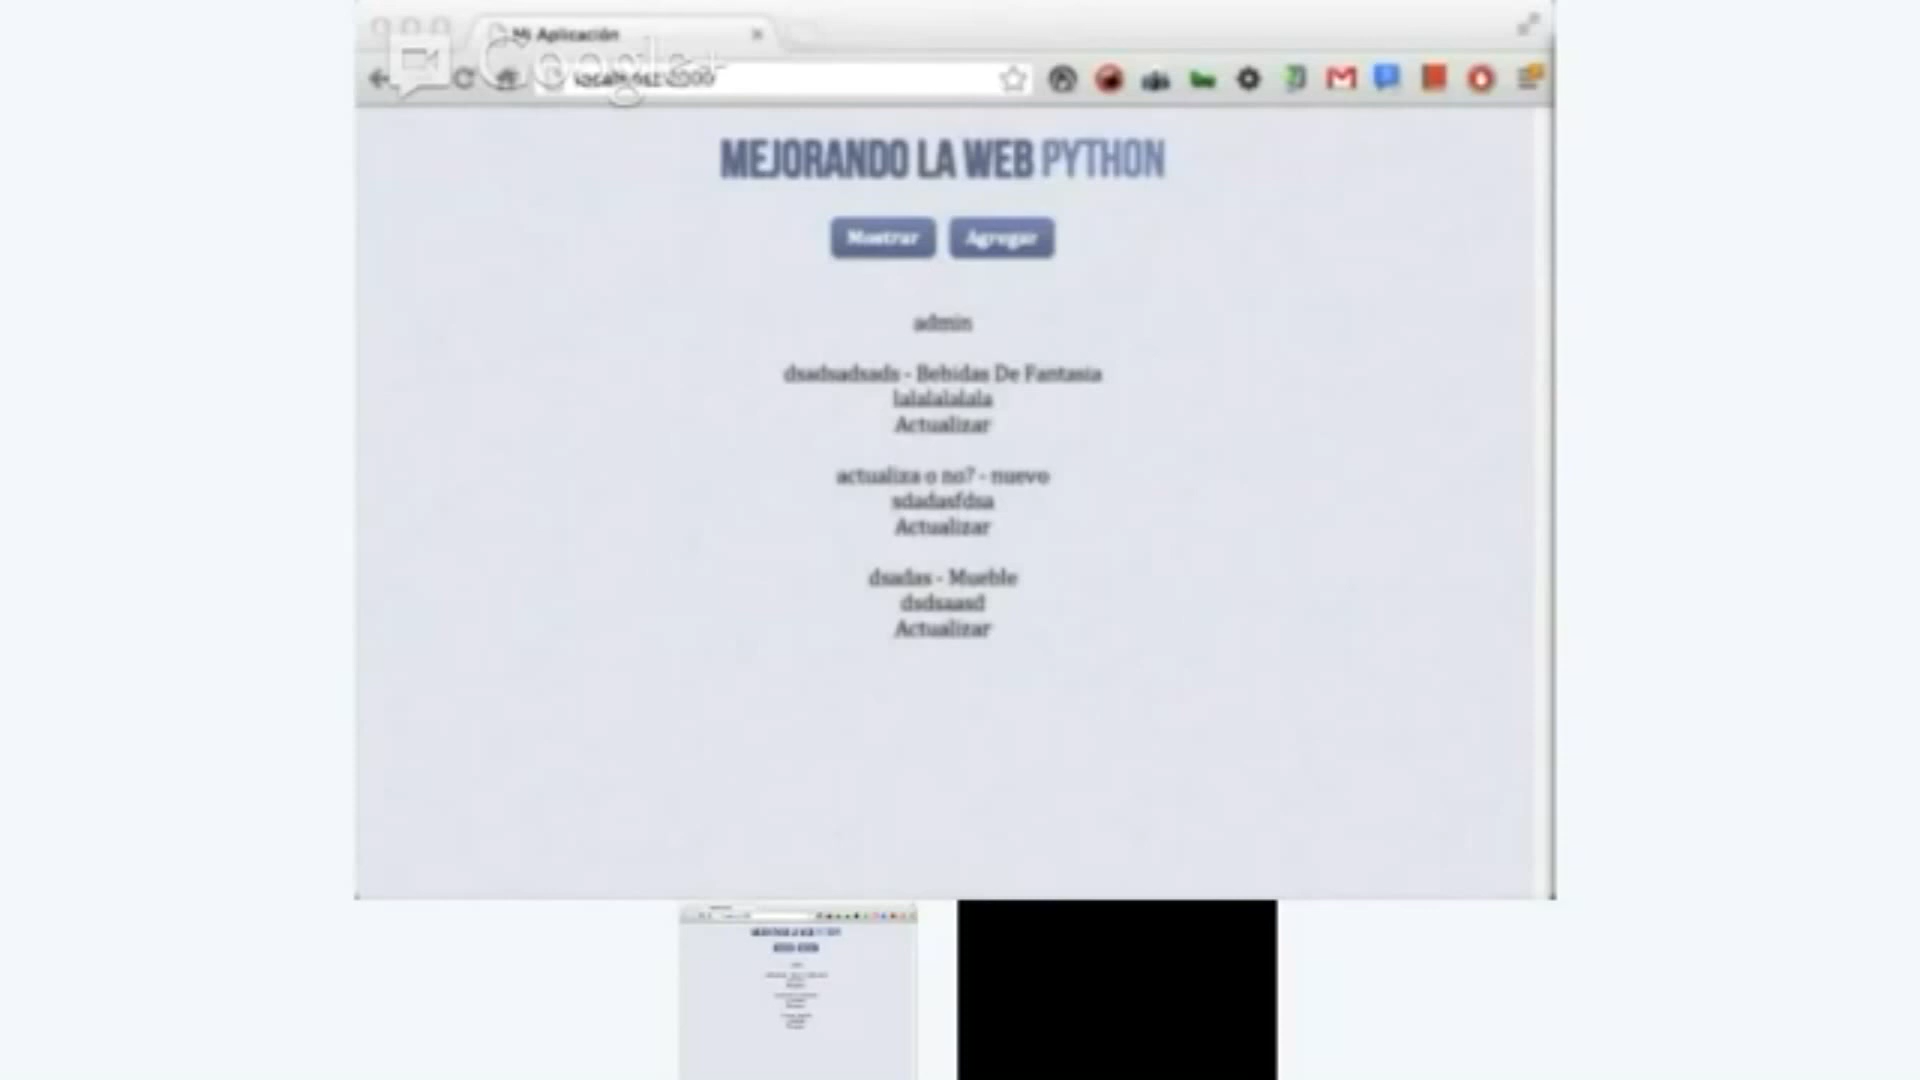 Mi Aplicación
Google+
MEJORANDO LA WEB PYTHON
Mostrar Agregar
admin
dsadsadsads - Bebidas De Fantasia
lalalalalala
Actualizar
actualiza o no? - nuevo
sdadasfdsa
Actualizar
dsadas - Mueble
dsdsaasd
Actualizar